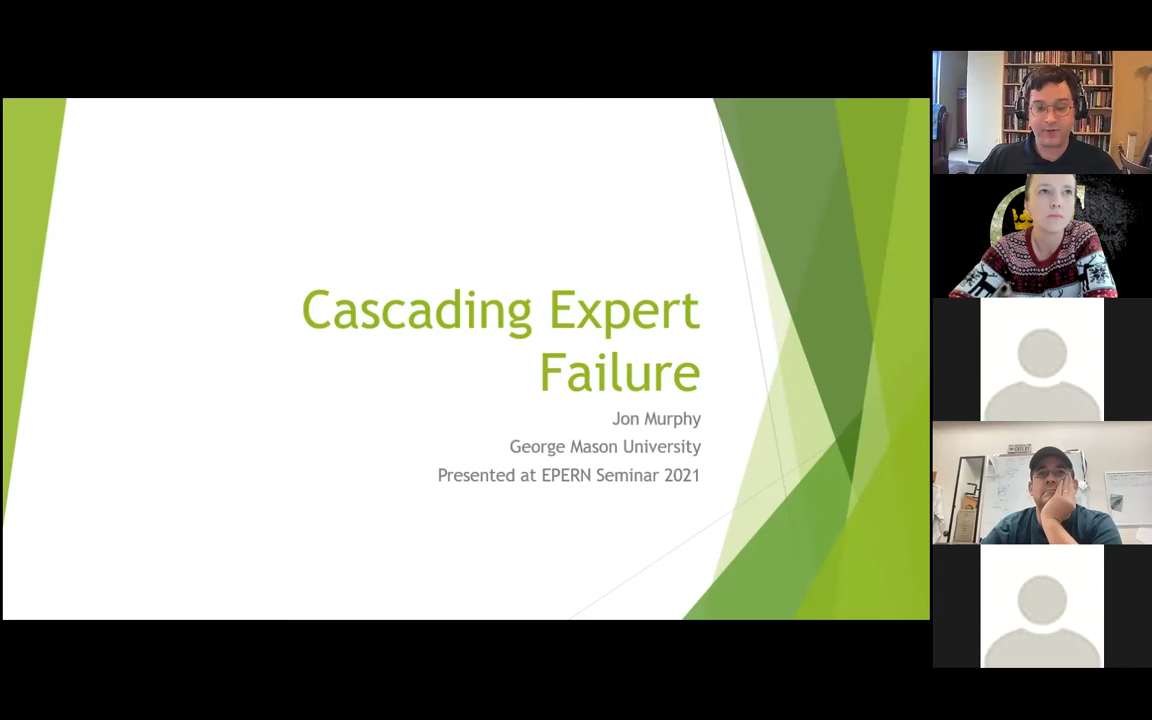 Cascading Expert
Failure
Jon Murphy
George Mason University
Presented at EPERN Seminar 2021